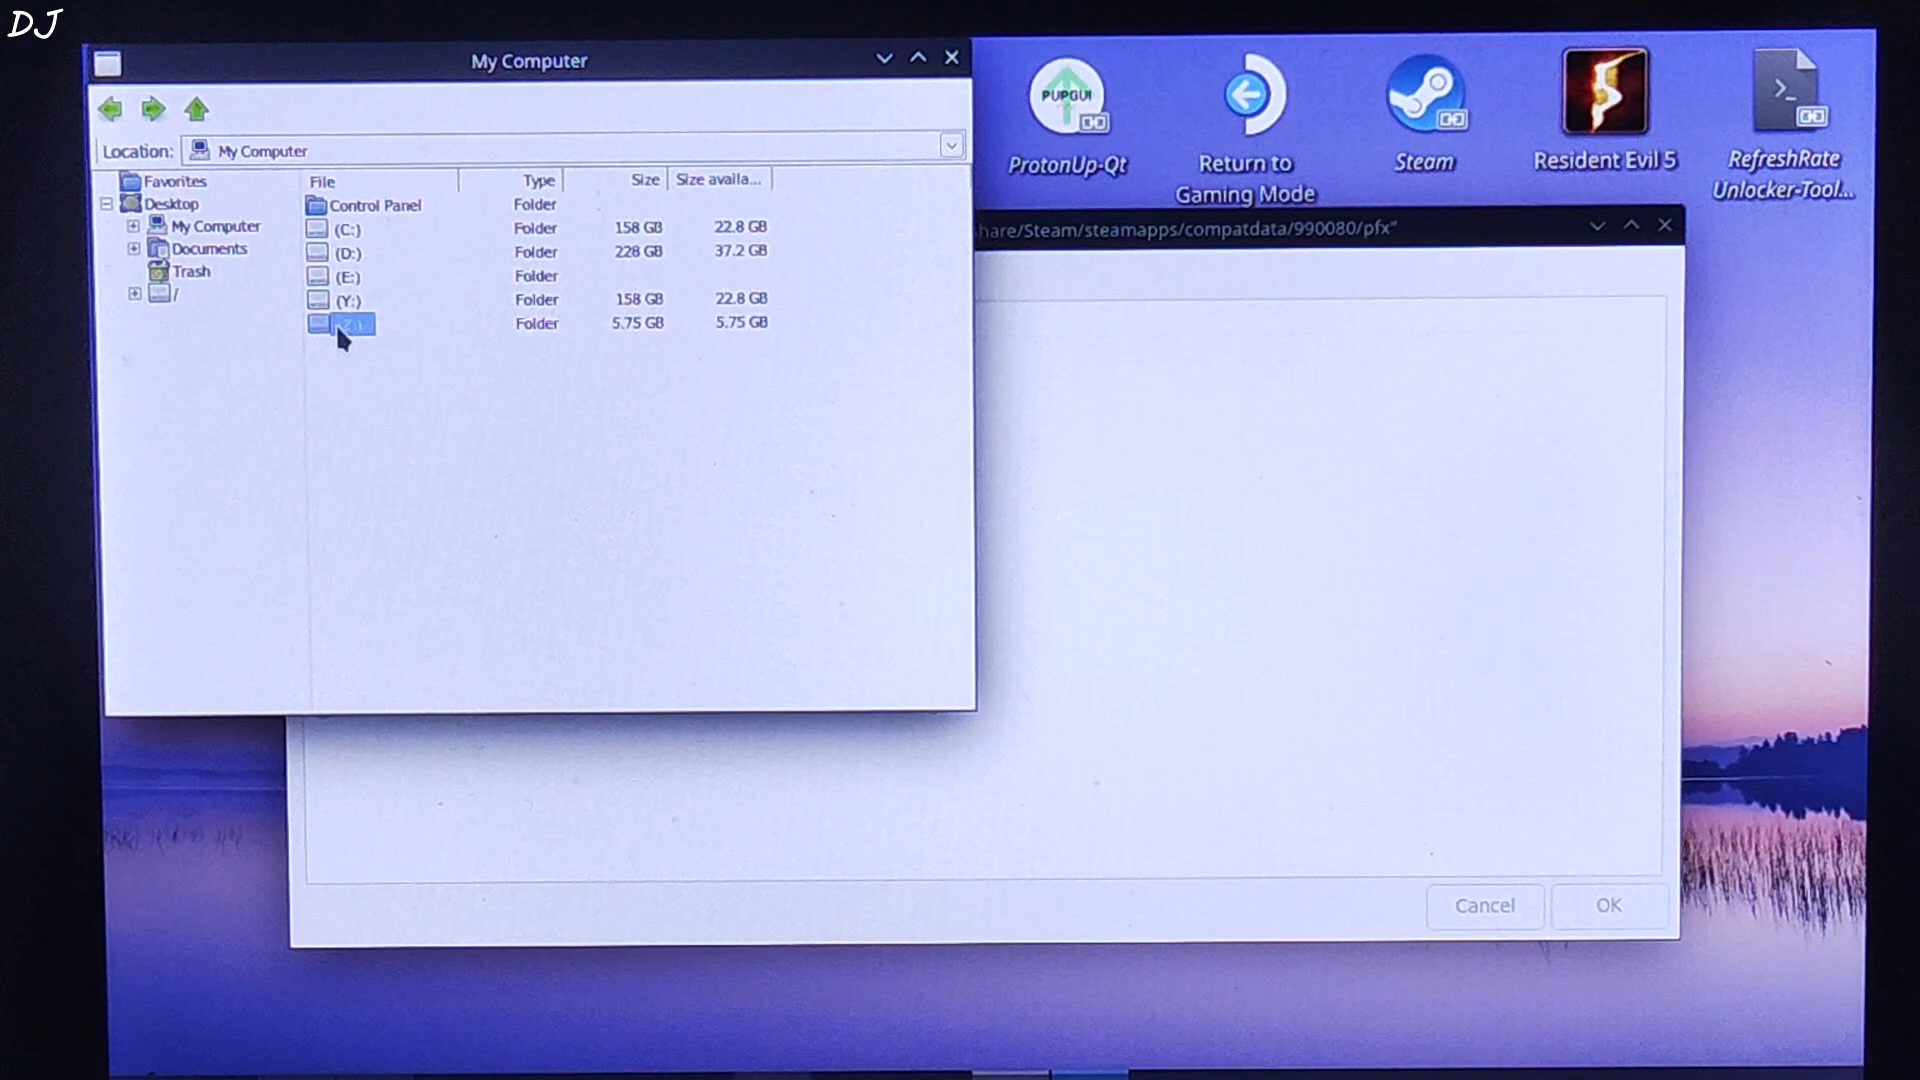 DJ
My Computer
Location: My Computer
Favorites
Desktop
My Computer
Documents
Trash
/
File Type Size Size availa...
Control Panel Folder
(C:) Folder 158 GB 22.8 GB
(D:) Folder 228 GB 37.2 GB
(E:) Folder
(Y:) Folder 158 GB 22.8 GB
Folder 5.75 GB 5.75 GB
PUPGUI
ProtonUp-Qt
Return to
Gaming Mode
Steam
Resident Evil 5
RefreshRate
Unlocker-Tool...
hare/Steam/steamapps/compatdata/990080/pfx"
Cancel OK